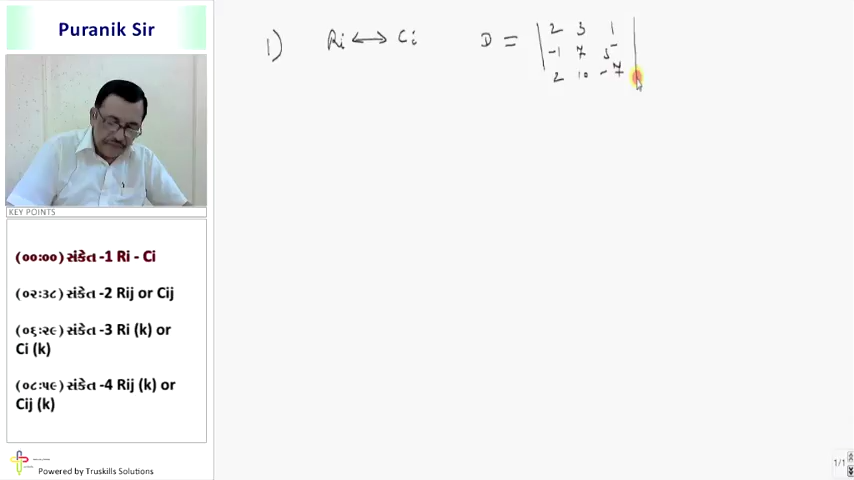 Puranik Sir
KEY POINTS
(૦૦:૦૦) સંકેત -1 Ri - Ci
(૦૨:૩૮) સંકેત -2 Rij or Cij
(૦૬:૨૯) સંકેત -3 Ri (k) or
Ci (k)
(૦૮:૫૯) સંકેત -4 Rij (k) or
Cij (k)
Powered by Truskills Solutions
1) Ri ⟷ Ci D = | 2 3 1 |
-1 7 5
2 10 -7
1/1